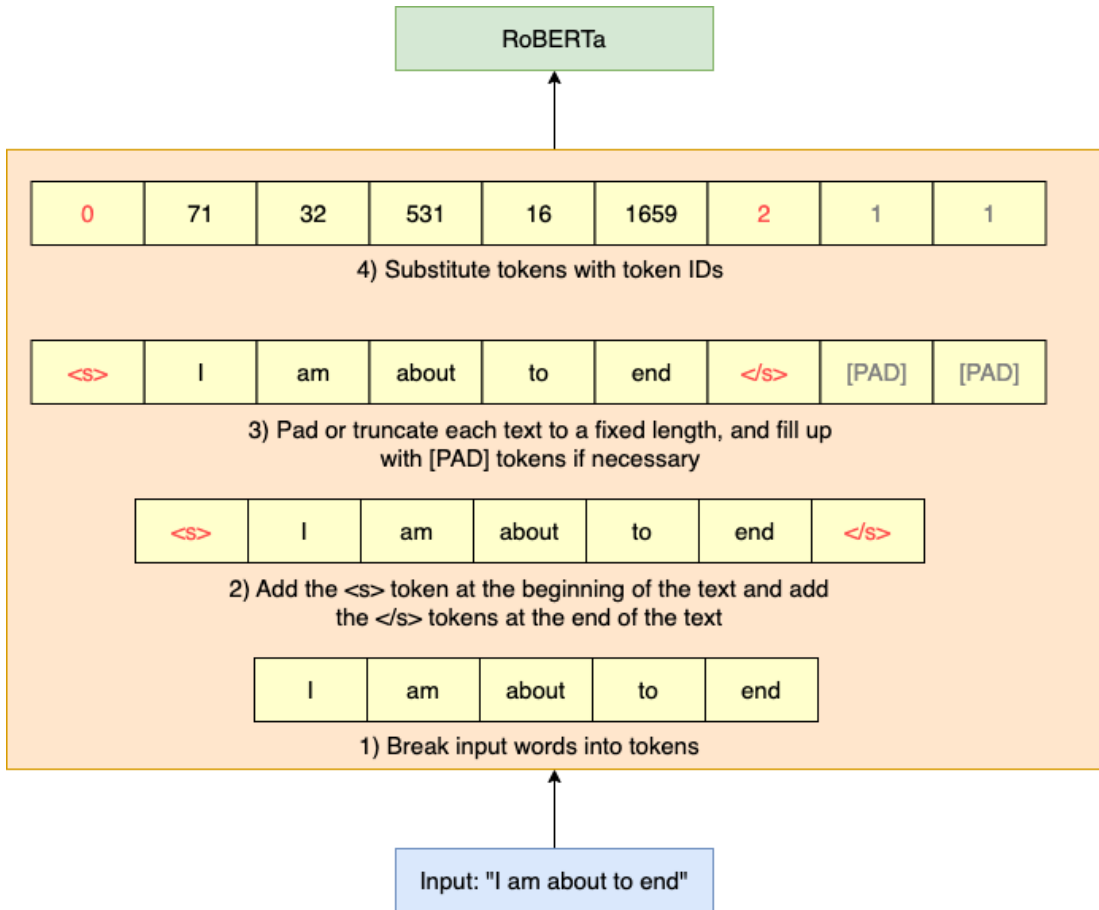 RoBERTa
0 71 32 531 16 1659 2 1 1
4) Substitute tokens with token IDs
<s> I am about to end </s> [PAD] [PAD]
3) Pad or truncate each text to a fixed length, and fill up
with [PAD] tokens if necessary
<s> I am about to end </s>
2) Add the <s> token at the beginning of the text and add
the </s> tokens at the end of the text
I am about to end
1) Break input words into tokens
Input: "I am about to end"